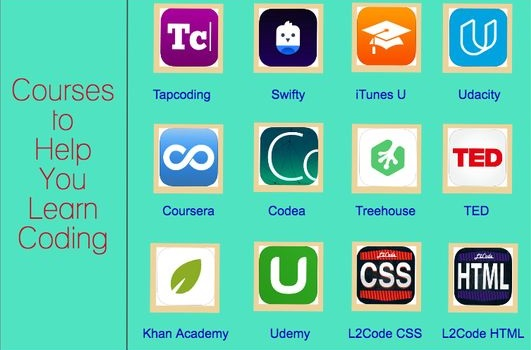 Courses
to
Help
You
Learn
Coding
Tc
Tapcoding
Swifty
iTunes U
Udacity
Coursera
Co
Codea
Treehouse
TED
TED
Khan Academy
U
Udemy
CSS
L2Code CSS
HTML
L2Code HTML